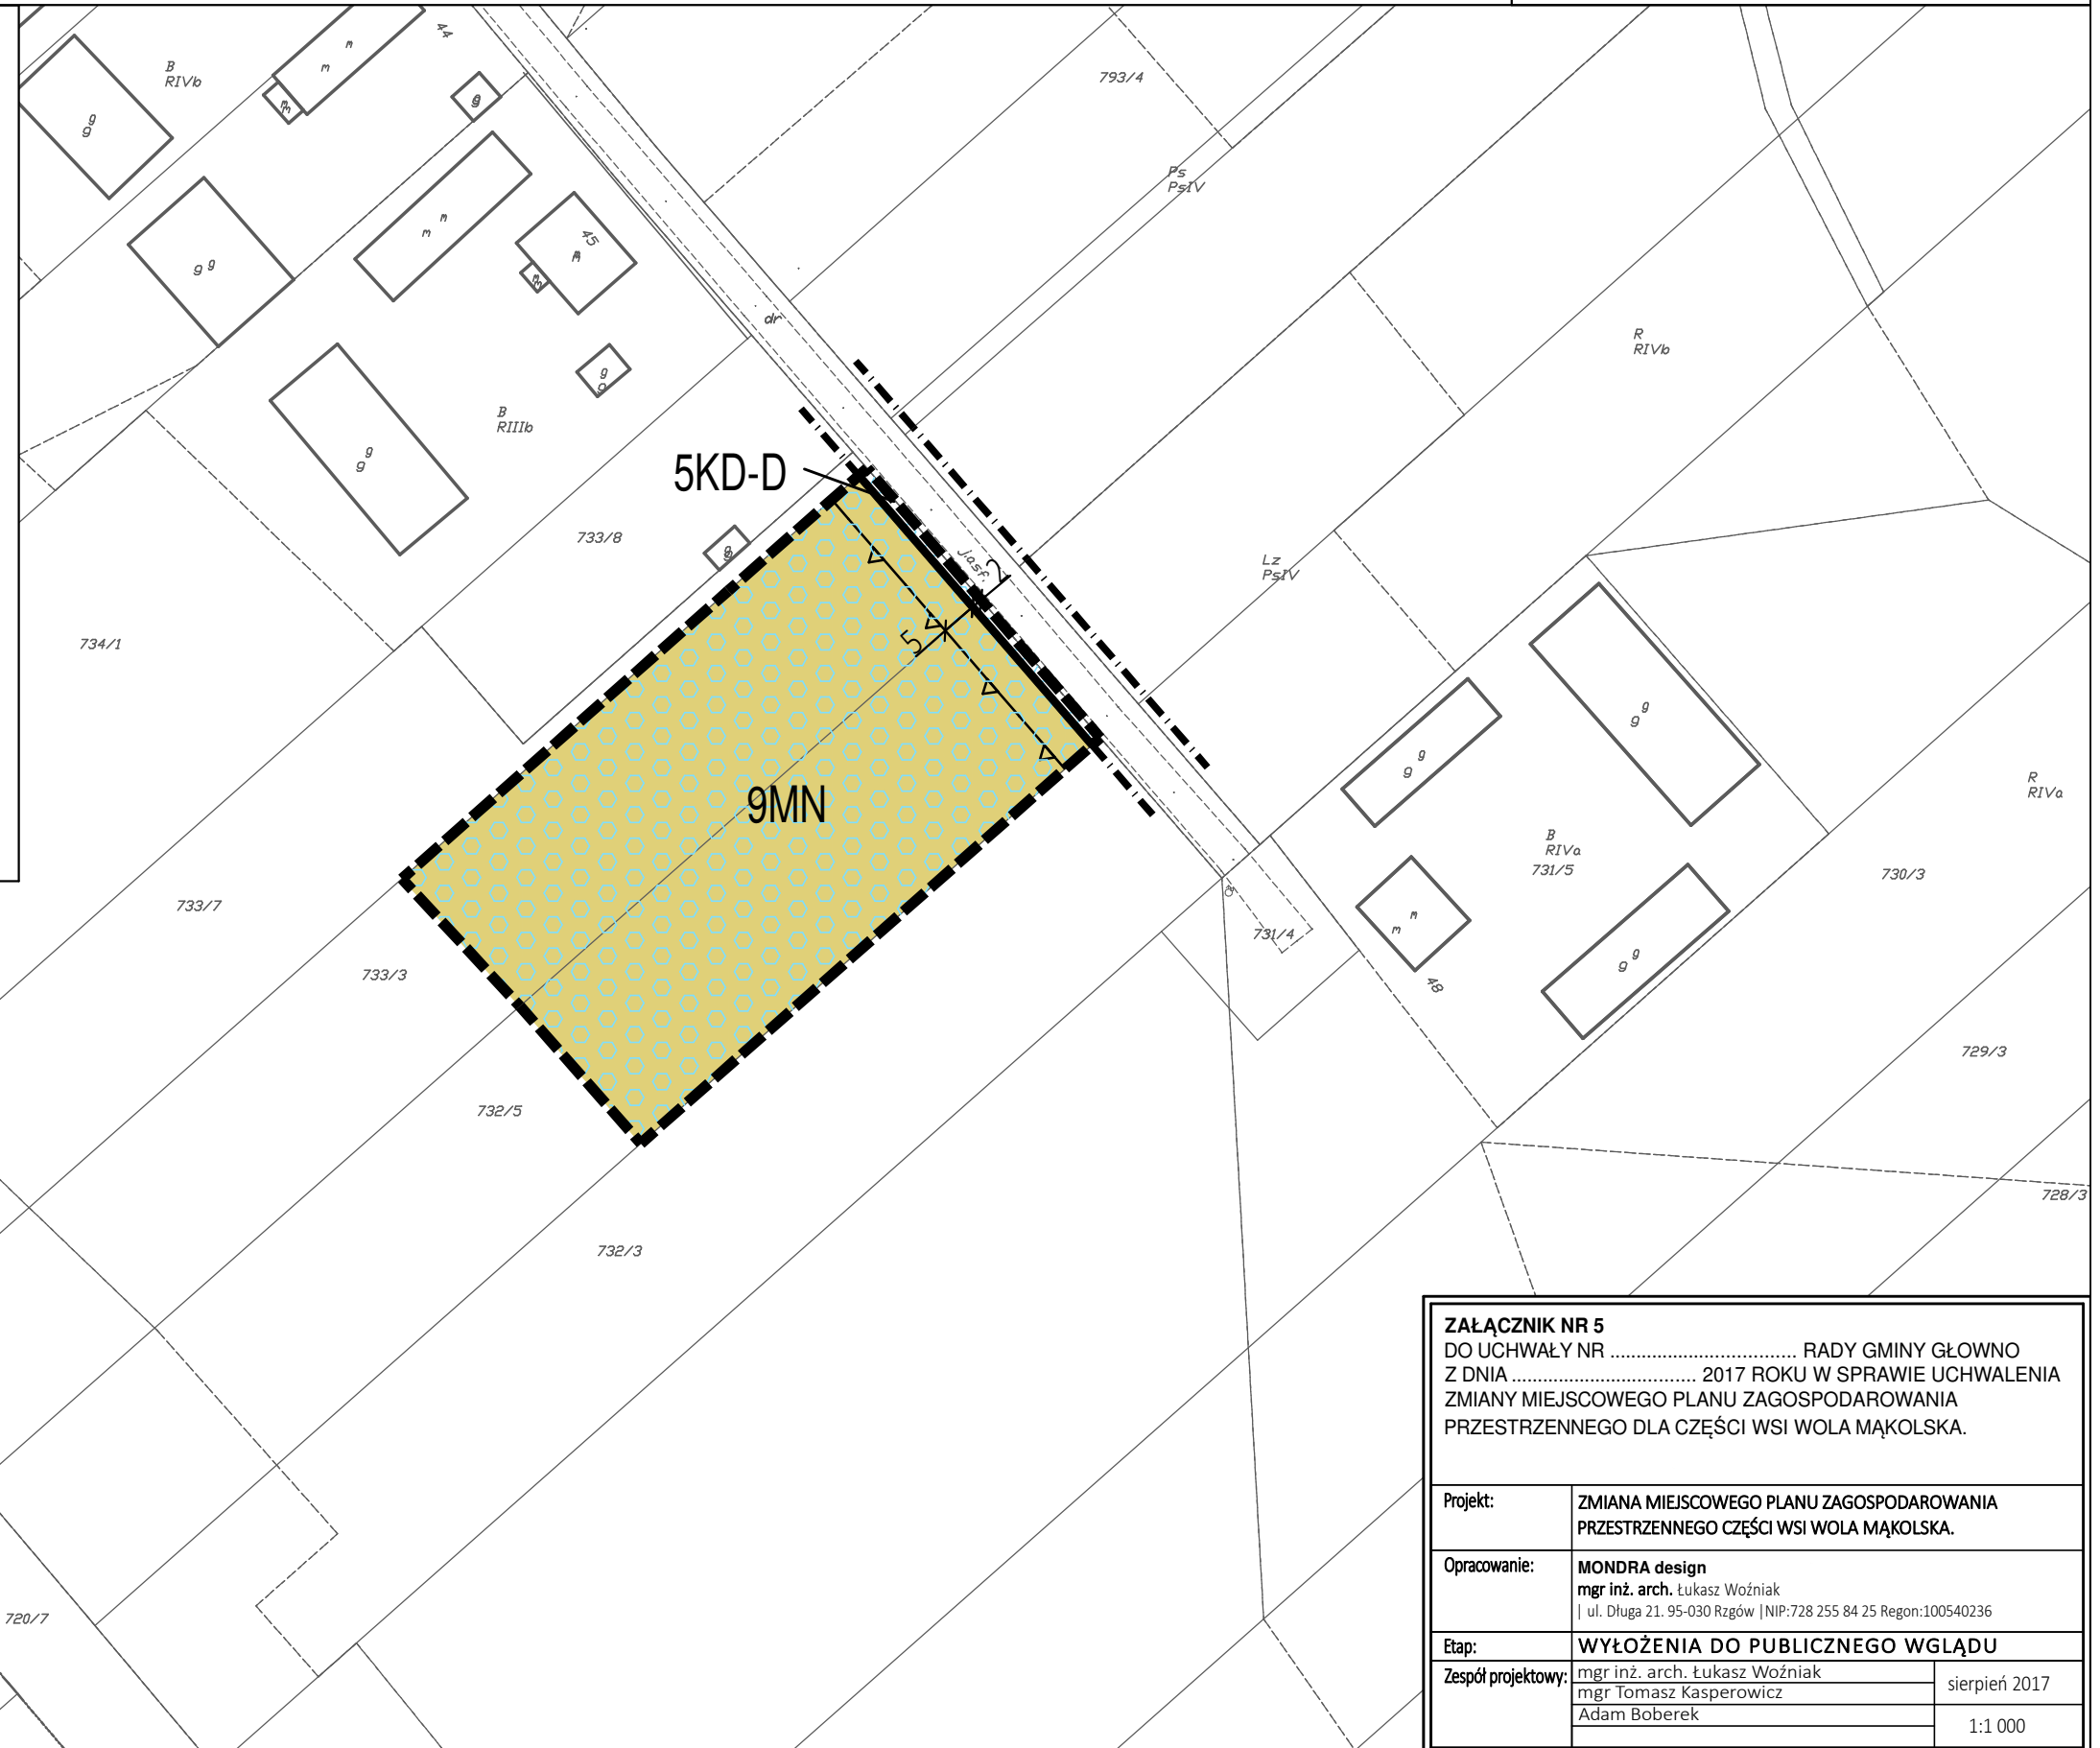 44
B
RIVb
m
m
793/4
g
g
g
Ps
PsIV
m
m
45
g g
dr
R
RIVb
g
g
B
RIIIb
g
g
5KD-D
733/8
j.asf.
2
Lz
PsIV
5
734/1
g
g
g
g
R
RIVa
9MN
B
RIVa
731/5
730/3
733/7
m
m
731/4
733/3
g
g
48
729/3
732/5
728/3
732/3
720/7
ZAŁĄCZNIK NR 5
DO UCHWAŁY NR ................................... RADY GMINY GŁOWNO
Z DNIA ................................... 2017 ROKU W SPRAWIE UCHWALENIA
ZMIANY MIEJSCOWEGO PLANU ZAGOSPODAROWANIA
PRZESTRZENNEGO DLA CZĘŚCI WSI WOLA MĄKOLSKA.
Projekt: ZMIANA MIEJSCOWEGO PLANU ZAGOSPODAROWANIA
PRZESTRZENNEGO CZĘŚCI WSI WOLA MĄKOLSKA.
Opracowanie: MONDRA design
mgr inż. arch. Łukasz Woźniak
| ul. Długa 21. 95-030 Rzgów |NIP:728 255 84 25 Regon:100540236
Etap: WYŁOŻENIA DO PUBLICZNEGO WGLĄDU
Zespół projektowy: mgr inż. arch. Łukasz Woźniak
mgr Tomasz Kasperowicz
sierpień 2017
Adam Boberek
1:1 000